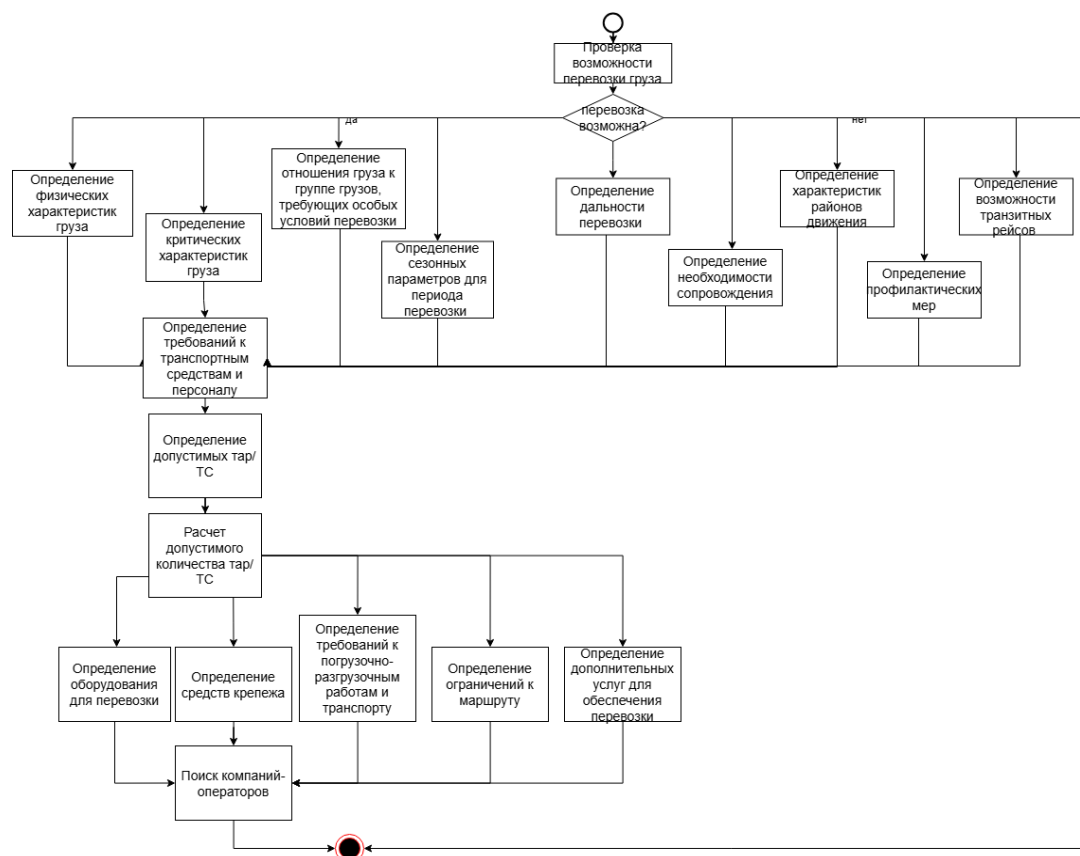 Проверка
возможности
перевозки груза
перевозка
возможна?
да
нет
Определение
физических
характеристик
груза
Определение
критических
характеристик
груза
Определение
отношения груза к
группе грузов,
требующих особых
условий перевозки
Определение
сезонных
параметров для
периода
перевозки
Определение
дальности
перевозки
Определение
необходимости
сопровождения
Определение
характеристик
районов
движения
Определение
профилактических
мер
Определение
возможности
транзитных
рейсов
Определение
требований к
транспортным
средствам и
персоналу
Определение
допустимых тар/
ТС
Расчет
допустимого
количества тар/
ТС
Определение
оборудования
для перевозки
Определение
средств крепежа
Определение
требований к
погрузочно-
разгрузочным
работам и
транспорту
Определение
ограничений к
маршруту
Определение
дополнительных
услуг для
обеспечения
перевозки
Поиск компаний-
операторов